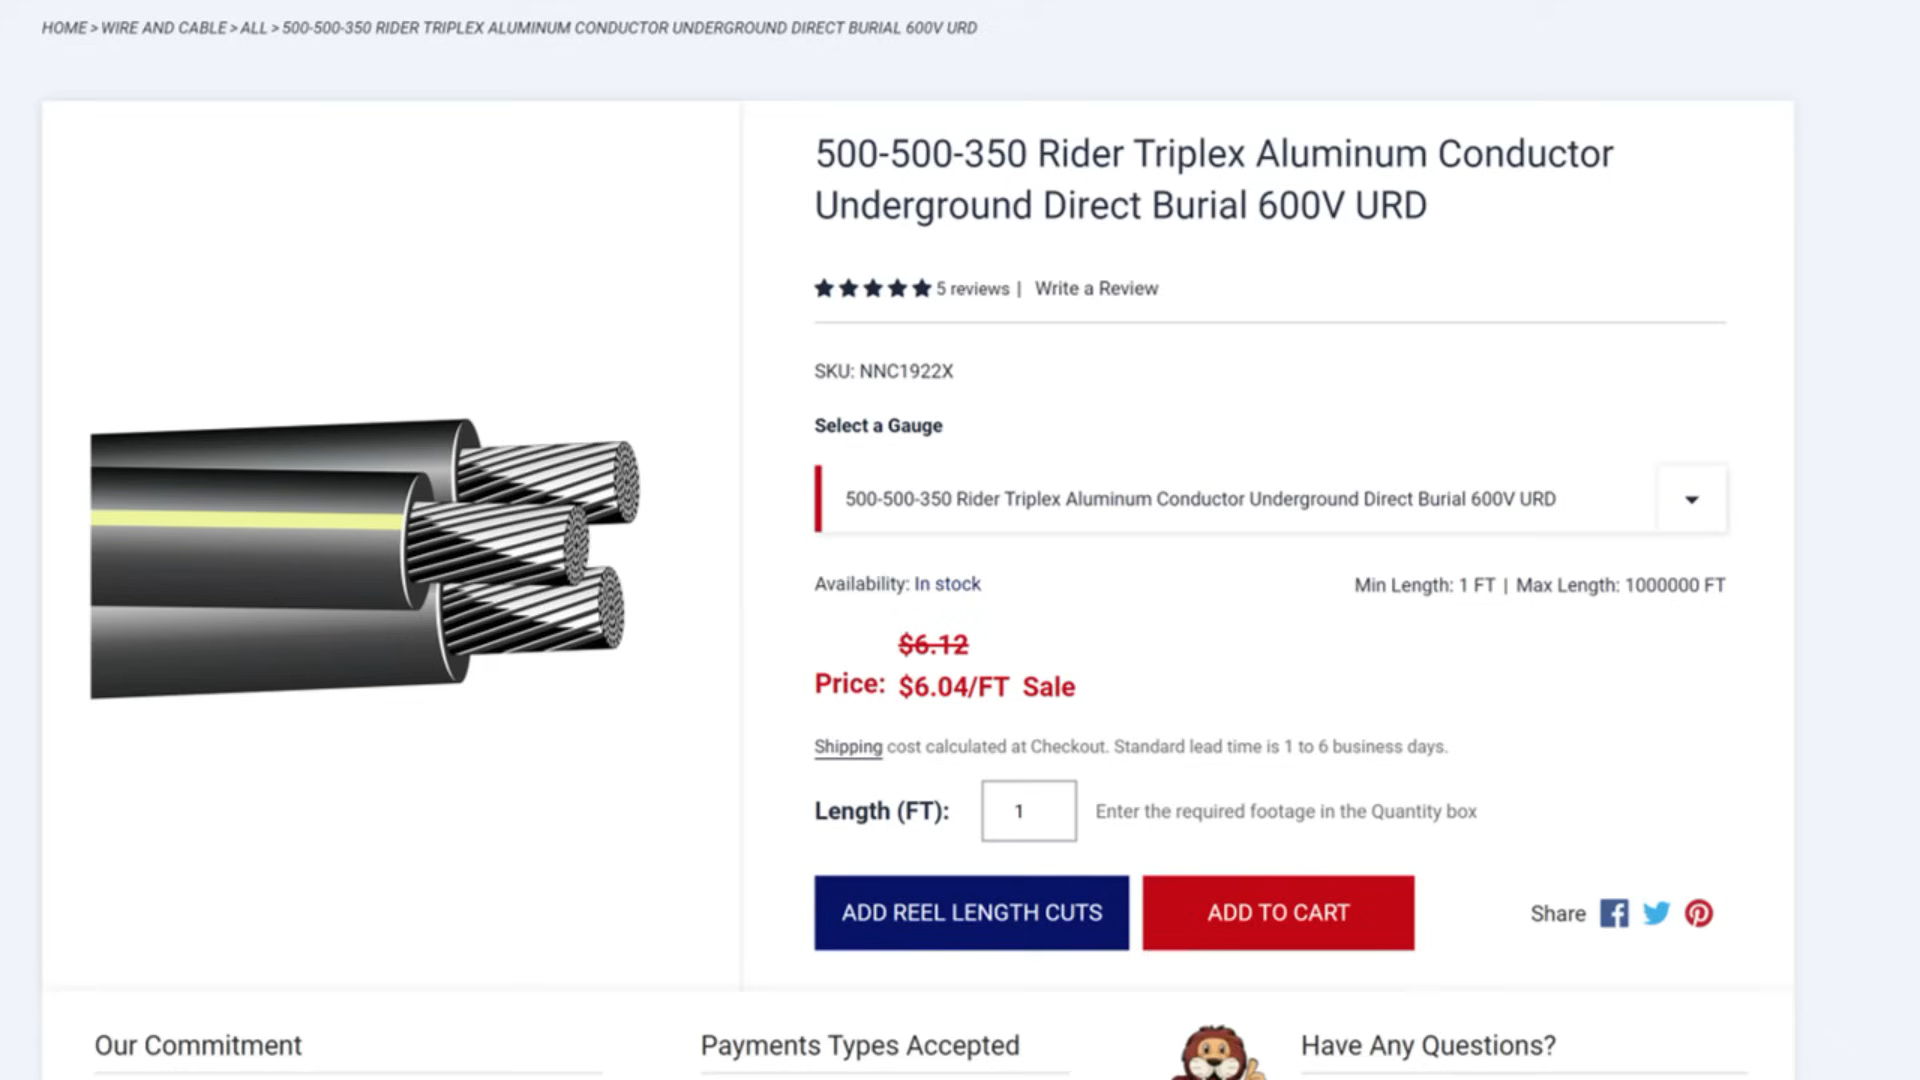 HOME > WIRE AND CABLE > ALL > 500-500-350 RIDER TRIPLEX ALUMINUM CONDUCTOR UNDERGROUND DIRECT BURIAL 600V URD
500-500-350 Rider Triplex Aluminum Conductor
Underground Direct Burial 600V URD
5 reviews | Write a Review
SKU: NNC1922X
Select a Gauge
500-500-350 Rider Triplex Aluminum Conductor Underground Direct Burial 600V URD
Availability: In stock
Min Length: 1 FT | Max Length: 1000000 FT
$6.12
Price: $6.04/FT Sale
Shipping cost calculated at Checkout. Standard lead time is 1 to 6 business days.
Length (FT): 1 Enter the required footage in the Quantity box
ADD REEL LENGTH CUTS
ADD TO CART
Share
Our Commitment
Payments Types Accepted
Have Any Questions?